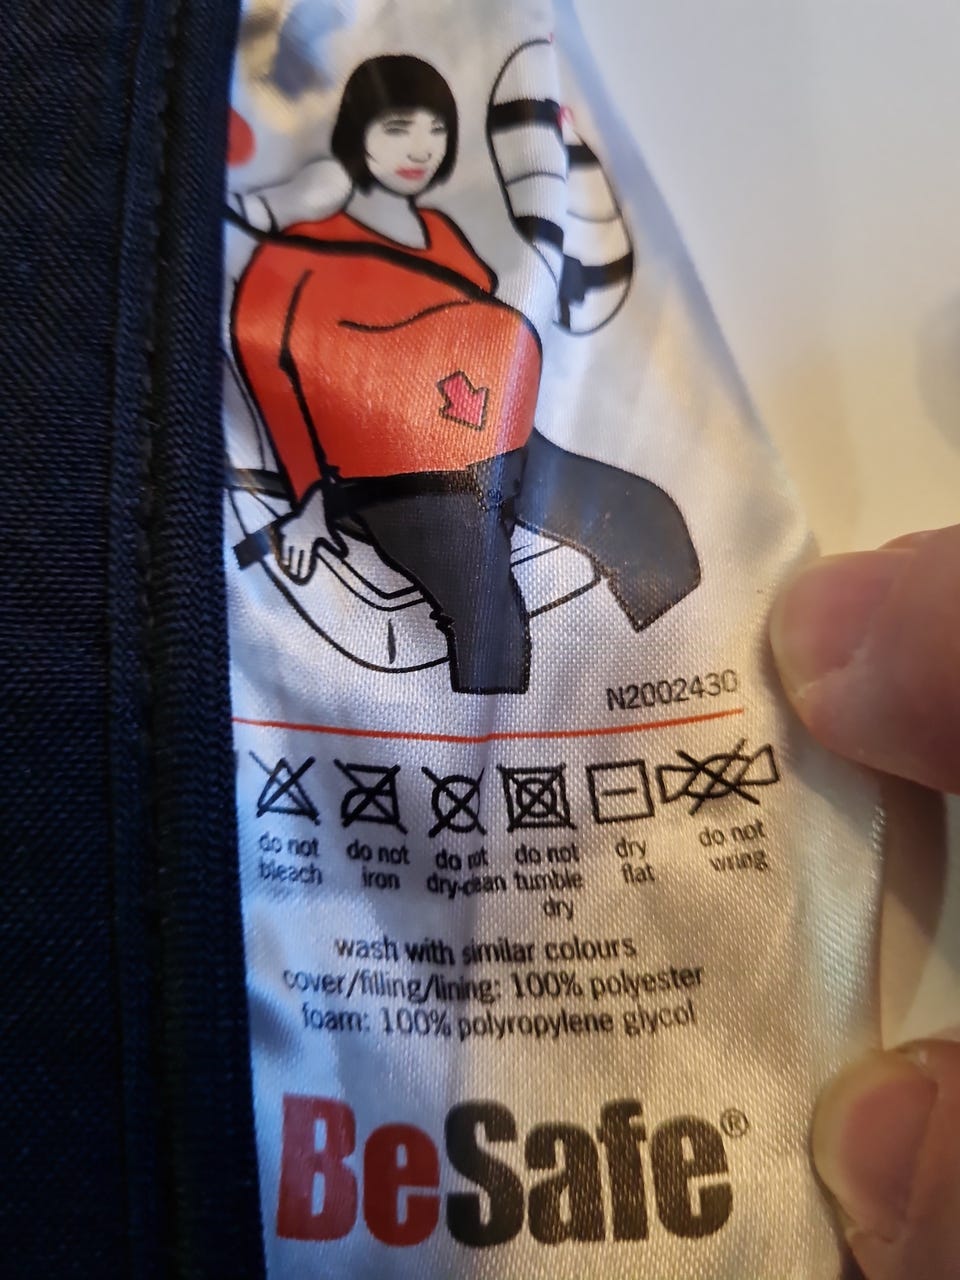 N2002430
do not bleach
do not iron
do not dry-clean
do not tumble dry
dry flat
do not wring
wash with similar colours
cover/filling/lining: 100% polyester
foam: 100% polyropylene glycol
BeSafe®